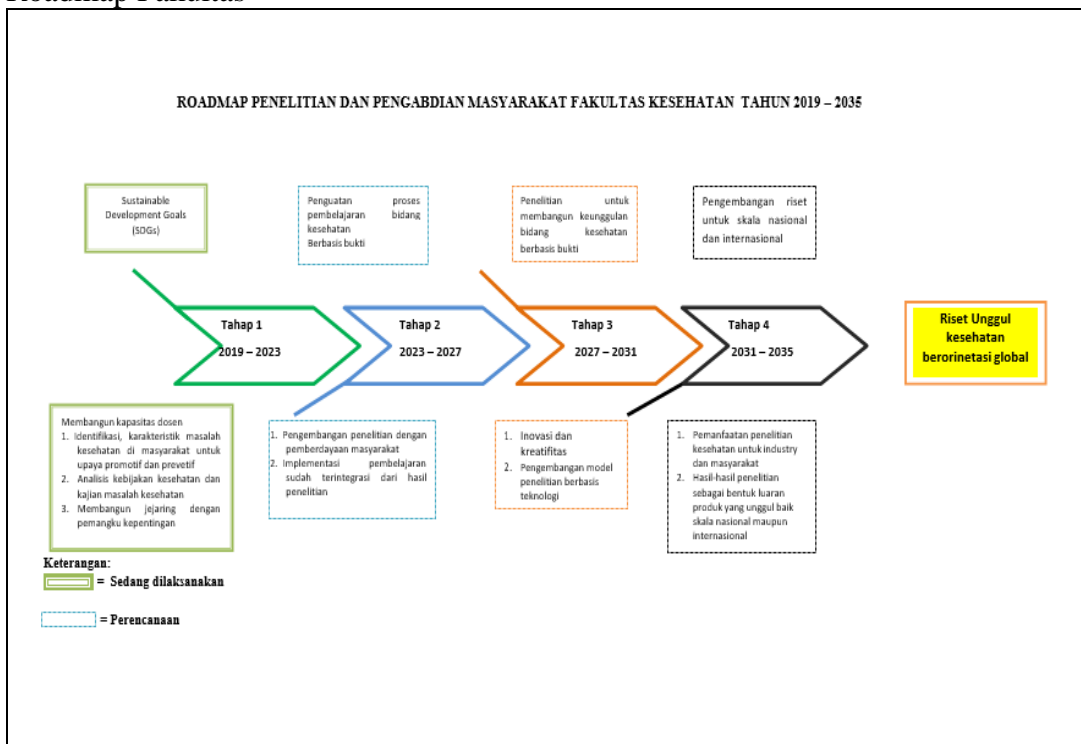 Roadmap Fakultas
ROADMAP PENELITIAN DAN PENGABDIAN MASYARAKAT FAKULTAS KESEHATAN TAHUN 2019 – 2035
Sustainable
Development Goals
(SDGs)
Penguatan proses
pembelajaran bidang
kesehatan
Berbasis bukti
Penelitian untuk
membangun keunggulan
bidang kesehatan
berbasis bukti
Pengembangan riset
untuk skala nasional
dan internasional
Tahap 1
2019 – 2023
Tahap 2
2023 – 2027
Tahap 3
2027 – 2031
Tahap 4
2031 – 2035
Riset Unggul
kesehatan
berorinetasi global
Membangun kapasitas dosen
1. Identifikasi, karakteristik masalah
kesehatan di masyarakat untuk
upaya promotif dan prevetif
2. Analisis kebijakan kesehatan dan
kajian masalah kesehatan
3. Membangun jejaring dengan
pemangku kepentingan
1. Pengembangan penelitian dengan
pemberdayaan masyarakat
2. Implementasi pembelajaran
sudah terintegrasi dari hasil
penelitian
1. Inovasi dan
kreatifitas
2. Pengembangan model
penelitian berbasis
teknologi
1. Pemanfaatan penelitian
kesehatan untuk industry
dan masyarakat
2. Hasil-hasil penelitian
sebagai bentuk luaran
produk yang unggul baik
skala nasional maupun
internasional
Keterangan:
= Sedang dilaksanakan
= Perencanaan